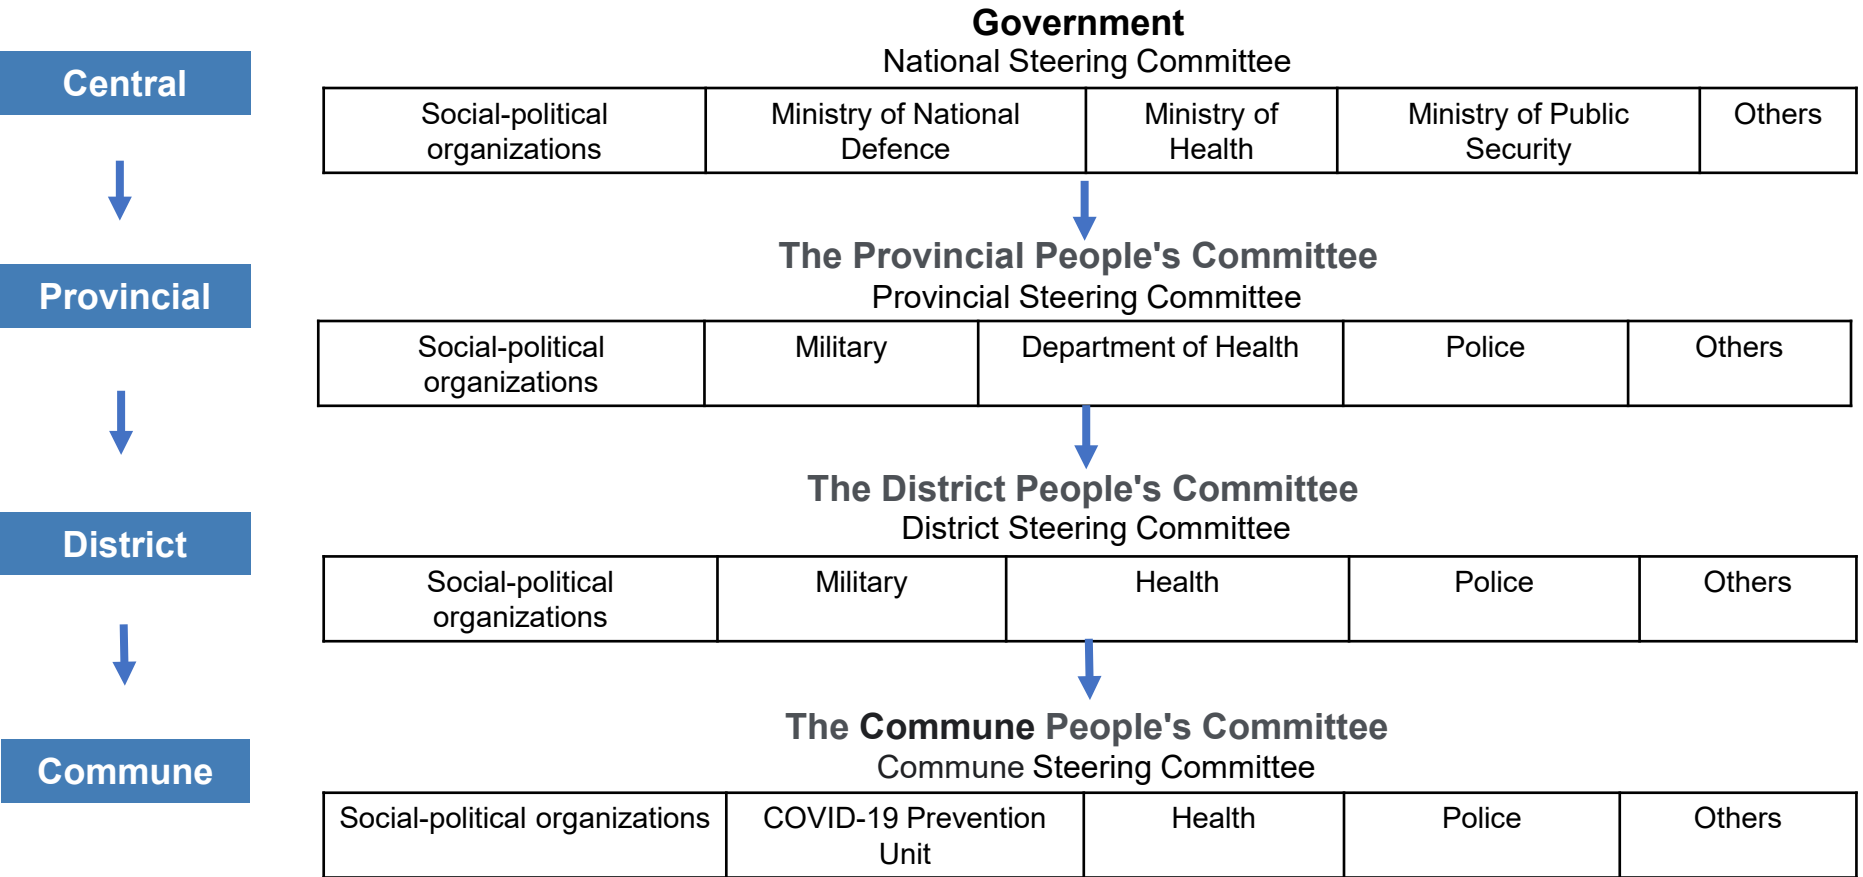 Government
National Steering Committee
Central
Social-political
organizations
Ministry of National
Defence
Ministry of
Health
Ministry of Public
Security
Others
The Provincial People's Committee
Provincial Steering Committee
Provincial
Social-political
organizations
Military
Department of Health
Police
Others
The District People's Committee
District Steering Committee
District
Social-political
organizations
Military
Health
Police
Others
The Commune People's Committee
Commune Steering Committee
Commune
Social-political organizations
COVID-19 Prevention
Unit
Health
Police
Others